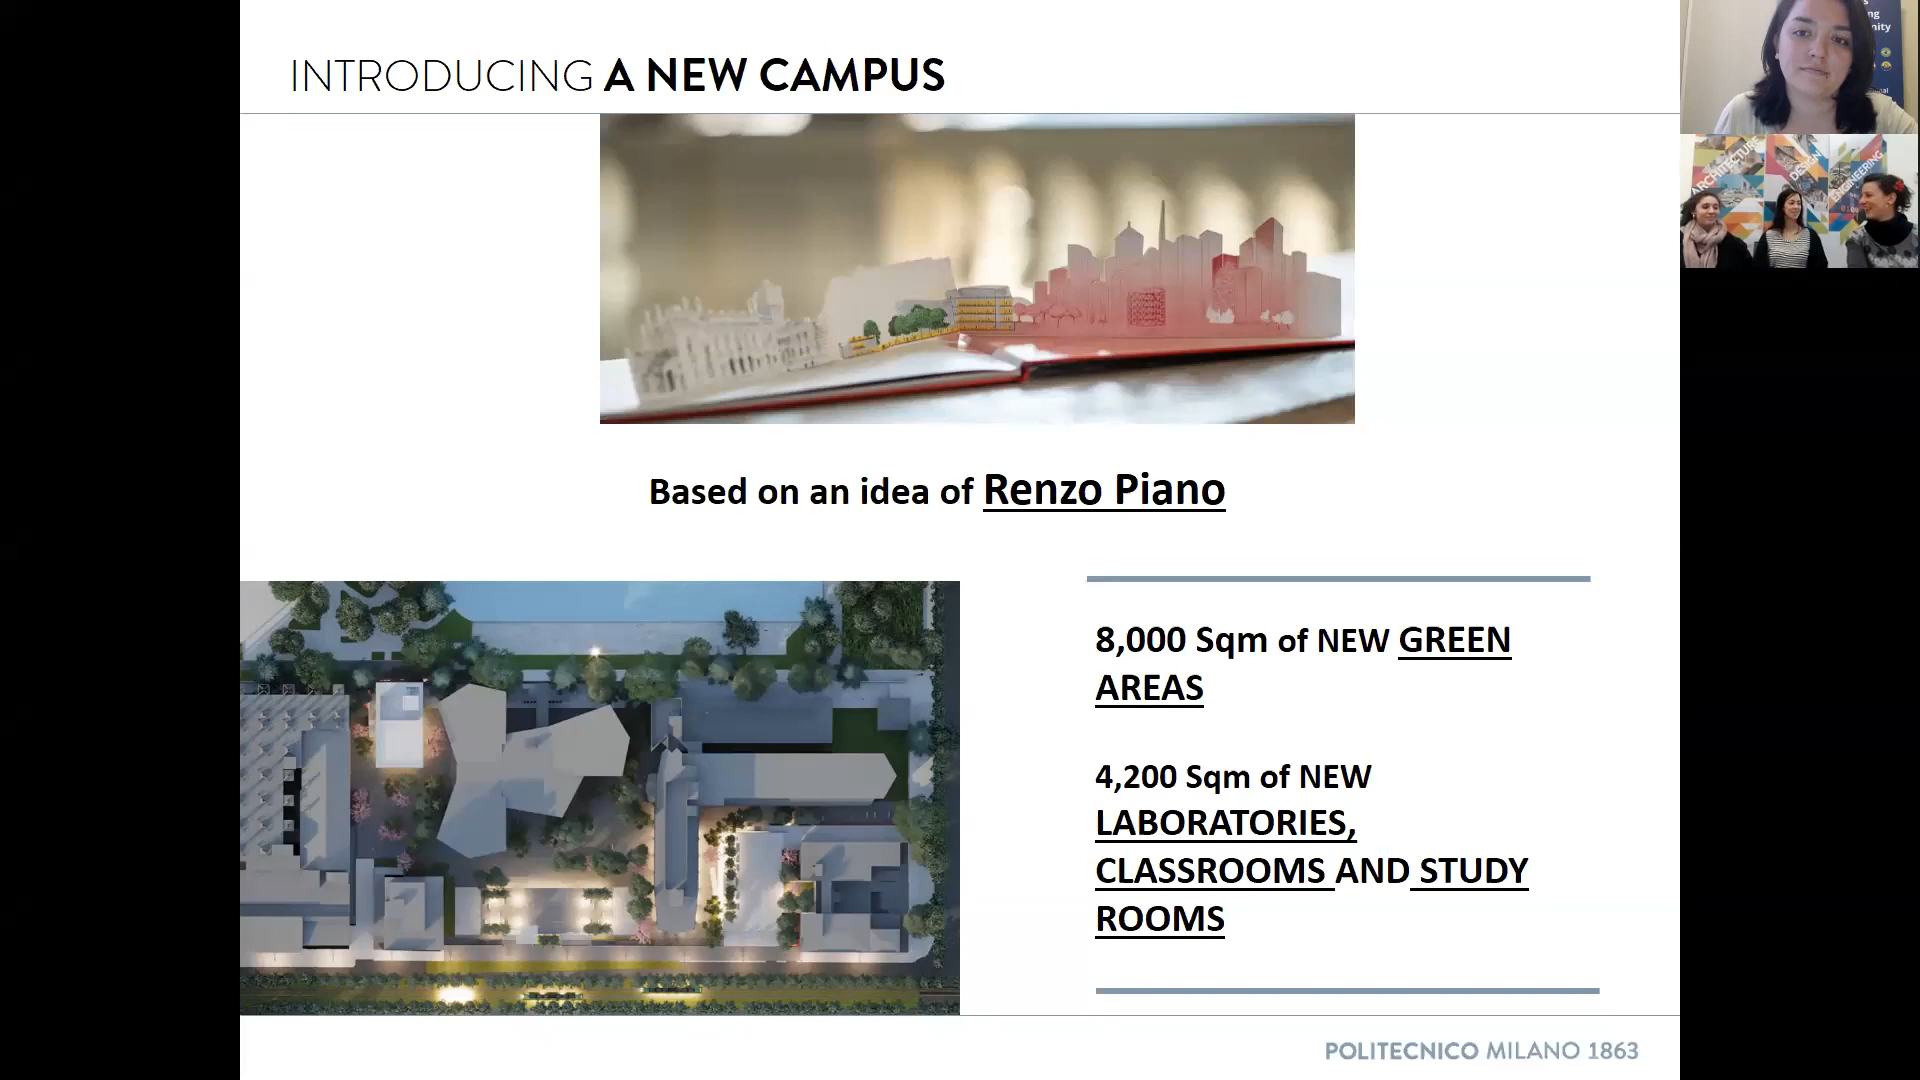 INTRODUCING A NEW CAMPUS
Based on an idea of Renzo Piano
8,000 Sqm of NEW GREEN
AREAS
4,200 Sqm of NEW
LABORATORIES,
CLASSROOMS AND STUDY
ROOMS
POLITECNICO MILANO 1863
ARCHITECTURE
DESIGN
ENGINEERING